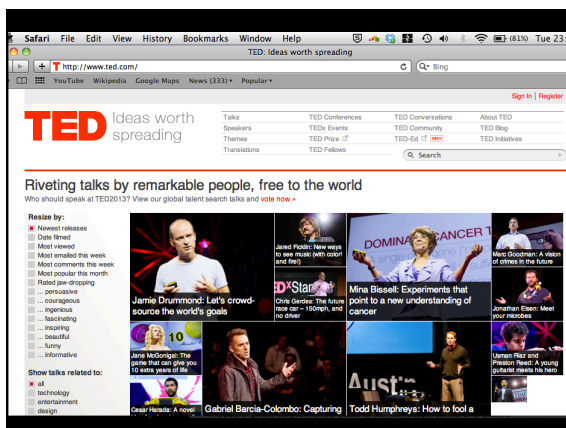 Safari File Edit View History Bookmarks Window Help (81%) Tue 23:
TED: Ideas worth spreading
http://www.ted.com/
Bing
YouTube Wikipedia Google Maps News (333) Popular
Sign In | Register
TED Ideas worth
spreading
Talks TED Conferences TED Conversations About TED
Speakers TEDx Events TED Community TED Blog
Themes TED Prize TED-Ed NEW! TED Initiatives
Translations TED Fellows
Search
Riveting talks by remarkable people, free to the world
Who should speak at TED2013? View our global talent search talks and vote now »
Resize by:
Newest releases
Date filmed
Most viewed
Most emailed this week
Most comments this week
Most popular this month
Rated jaw-dropping
... persuasive
... courageous
... ingenious
... fascinating
... inspiring
... beautiful
... funny
... informative
Show talks related to:
all
technology
entertainment
design
Jamie Drummond: Let's crowd-
source the world's goals
Jared Ficklin: New ways
to see music (with color!
and fire!)
DxStan
Chris Gerdes: The future
race car – 150mph, and
no driver
DOMINA CANCER T
Mina Bissell: Experiments that
point to a new understanding of
cancer
Marc Goodman: A vision
of crimes in the future
Jonathan Eisen: Meet
your microbes
10
Jane McGonigal: The
game that can give you
10 extra years of life
Cesar Harada: A novel
Gabriel Barcia-Colombo: Capturing
Austin
Todd Humphreys: How to fool a
Usman Riaz and
Preston Reed: A young
guitarist meets his hero